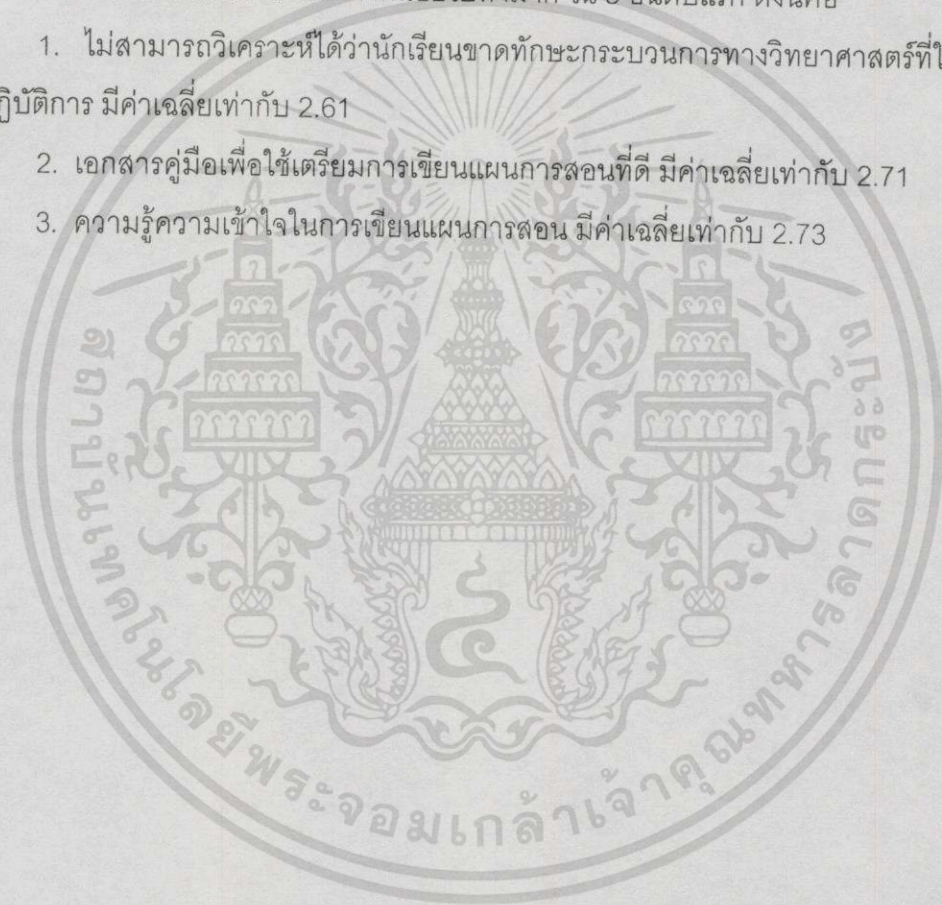 1. ไม่สามารถวิเคราะห์ได้ว่านักเรียนขาดทักษะกระบวนการทางวิทยาศาสตร์ที่ใ
ฏิบัติการ มีค่าเฉลี่ยเท่ากับ 2.61
2. เอกสารคู่มือเพื่อใช้เตรียมการเขียนแผนการสอนที่ดี มีค่าเฉลี่ยเท่ากับ 2.71
3. ความรู้ความเข้าใจในการเขียนแผนการสอน มีค่าเฉลี่ยเท่ากับ 2.73
สถาบันเทคโนโลยีพระจอมเกล้าเจ้าคุณทหารลาดกระบัง